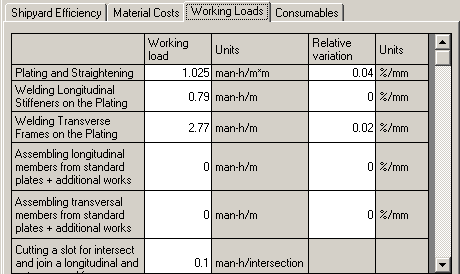 Shipyard Efficiency Material Costs Working Loads Consumables
Working load Units Relative variation Units
Plating and Straightening 1.025 man-h/m*m 0.04 %/mm
Welding Longitudinal
Stiffeners on the Plating 0.79 man-h/m 0 %/mm
Welding Transverse
Frames on the Plating 2.77 man-h/m 0.02 %/mm
Assembling longitudinal
members from standard 0 man-h/m 0 %/mm
plates + additional works
Assembling transversal
members from standard 0 man-h/m 0 %/mm
plates + additional works
Cutting a slot for intersect
and join a longitudinal and 0.1 man-h/intersection